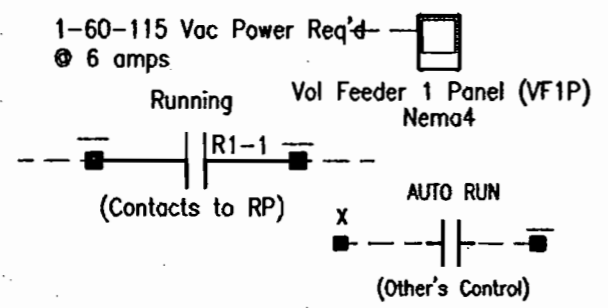 1-60-115 Vac Power Req'd
@ 6 amps
Vol Feeder 1 Panel (VF1P)
Nema4
Running
R1-1
(Contacts to RP)
AUTO RUN
X
(Other's Control)